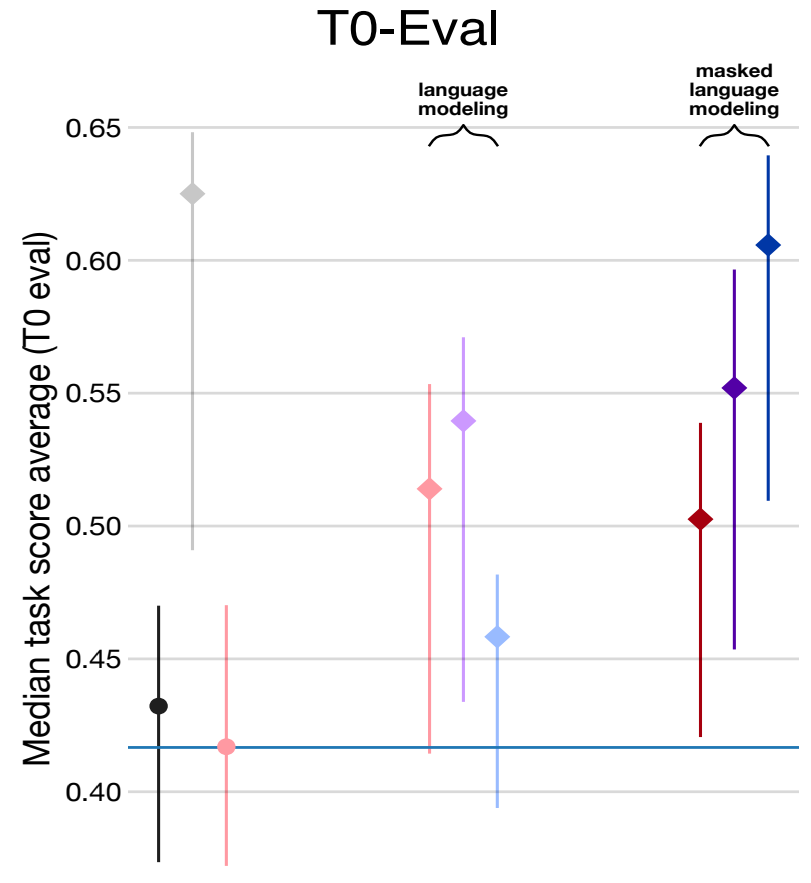 T0-Eval
language
modeling
masked
language
modeling
Median task score average (T0 eval)
0.65
0.60
0.55
0.50
0.45
0.40